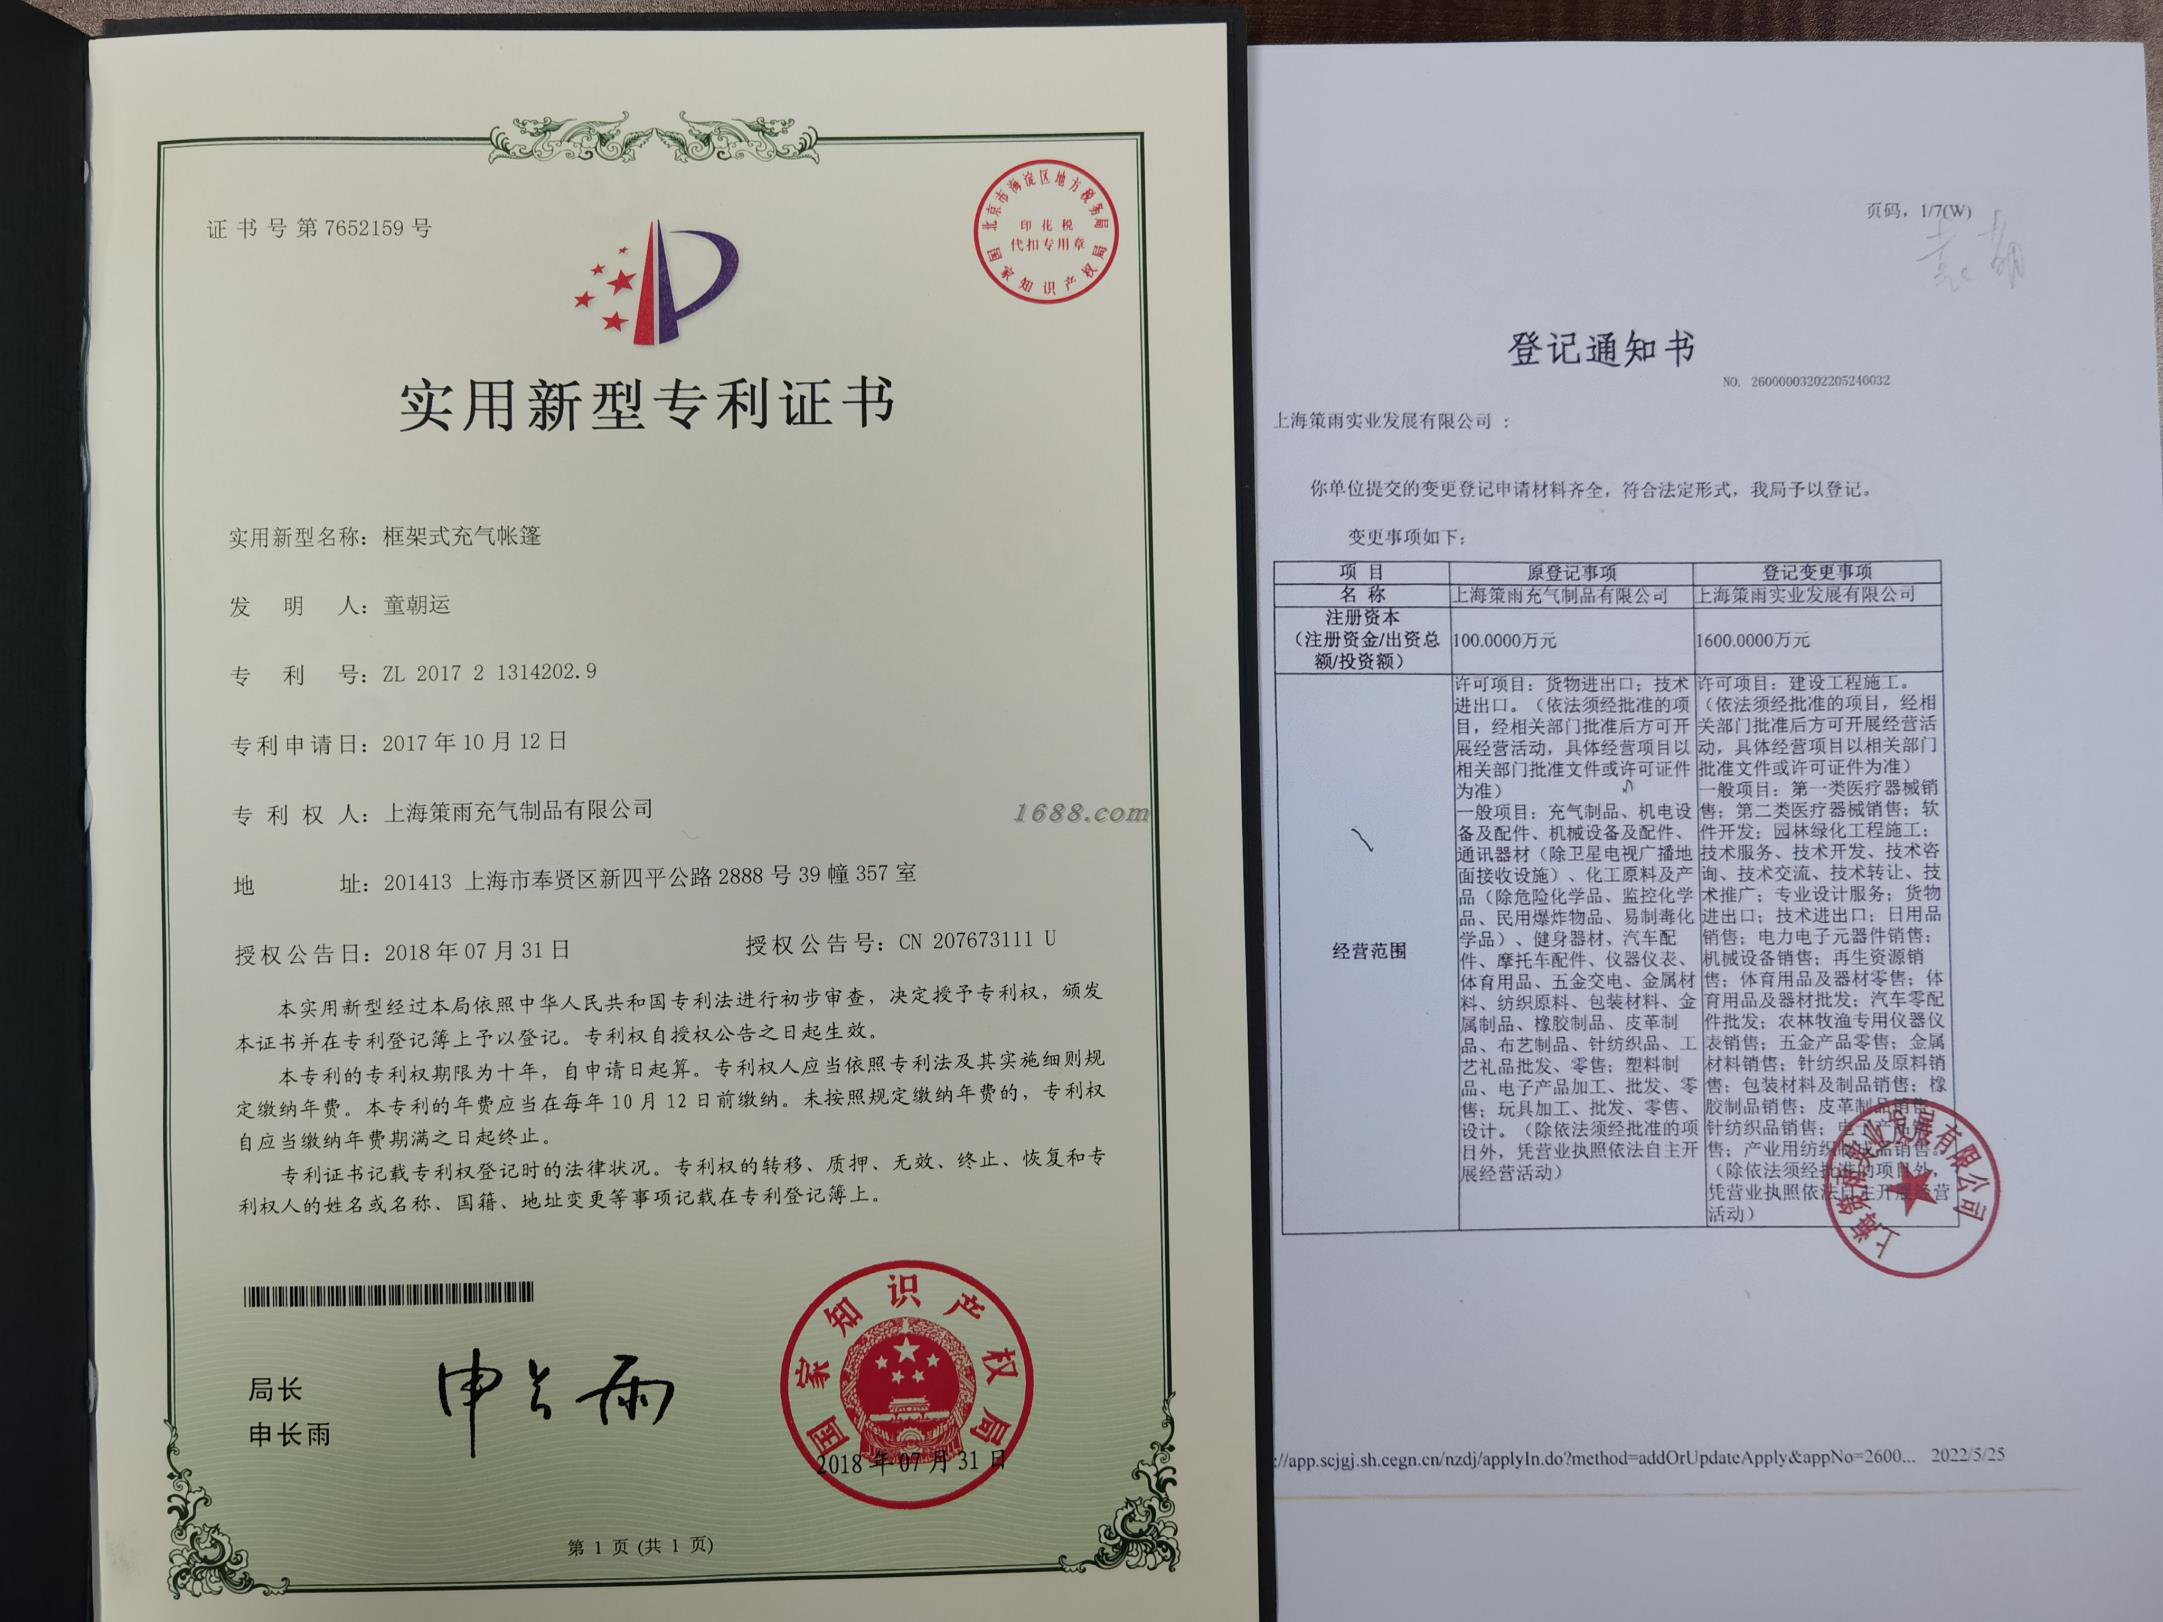 证书号第7652159号
北京市海淀区地方税务局
印花税
代扣专用章
国家知识产权局
实用新型专利证书
实用新型名称：框架式充气帐篷
发明人：童朝运
专利号：ZL 2017 2 1314202.9
专利申请日：2017年10月12日
专利权人：上海策雨充气制品有限公司
地址：201413 上海市奉贤区新四平公路2888号39幢357室
授权公告日：2018年07月31日 授权公告号：CN 207673111 U
本实用新型经过本局依照中华人民共和国专利法进行初步审查，决定授予专利权，颁发
本证书并在专利登记簿上予以登记。专利权自授权公告之日起生效。
本专利的专利权期限为十年，自申请日起算。专利权人应当依照专利法及其实施细则规
定缴纳年费。本专利的年费应当在每年10月12日前缴纳。未按照规定缴纳年费的，专利权
自应当缴纳年费期满之日起终止。
专利证书记载专利权登记时的法律状况。专利权的转移、质押、无效、终止、恢复和专
利权人的姓名或名称、国籍、地址变更等事项记载在专利登记簿上。
局长
申长雨
申长雨
国家知识产权局
2018年07月31日
第 1 页 (共 1 页)
1688.com
页码，1/7(W)
登记通知书
NO. 26000003202205240032
上海策雨实业发展有限公司：
你单位提交的变更登记申请材料齐全，符合法定形式，我局予以登记。
变更事项如下：
项 目 原登记事项 登记变更事项
名 称 上海策雨充气制品有限公司 上海策雨实业发展有限公司
注册资本
（注册资金/出资总
额/投资额）
100.0000万元 1600.0000万元
经营范围
许可项目：货物进出口；技术
进出口。（依法须经批准的项
目，经相关部门批准后方可开
展经营活动，具体经营项目以
相关部门批准文件或许可证件
为准）
一般项目：充气制品、机电设
备及配件、机械设备及配件、
通讯器材（除卫星电视广播地
面接收设施）、化工原料及产
品（除危险化学品、监控化学
品、民用爆炸物品、易制毒化
学品）、健身器材，汽车配
件、摩托车配件、仪器仪表、
体育用品、五金交电、金属材
料、纺织原料、包装材料、金
属制品、橡胶制品、皮革制
品、布艺制品、针纺织品、工
艺礼品批发、零售；塑料制
品、电子产品加工、批发、零
售；玩具加工、批发、零售、
设计。（除依法须经批准的项
目外，凭营业执照依法自主开
展经营活动）
许可项目：建设工程施工。
（依法须经批准的项目，经相
关部门批准后方可开展经营活
动，具体经营项目以相关部门
批准文件或许可证件为准）
一般项目：第一类医疗器械销
售；第二类医疗器械销售；软
件开发；园林绿化工程施工；
技术服务、技术开发、技术咨
询、技术交流、技术转让、技
术推广；专业设计服务；货物
进出口；技术进出口；日用品
销售；电力电子元器件销售；
机械设备销售；再生资源销
售；体育用品及器材零售；体
育用品及器材批发；汽车零配
件批发；农林牧渔专用仪器仪
表销售；五金产品零售；金属
材料销售；针纺织品及原料销
售；包装材料及制品销售；橡
胶制品销售；皮革制品销售；
针纺织品销售；电子产品销
售；产业用纺织制成品销售。
（除依法须经批准的项目外，
凭营业执照依法自主开展经营
活动）
上海策雨实业发展有限公司
://app.scjgj.sh.cegn.cn/nzdj/applyIn.do?method=addOrUpdateApply&appNo=2600... 2022/5/25